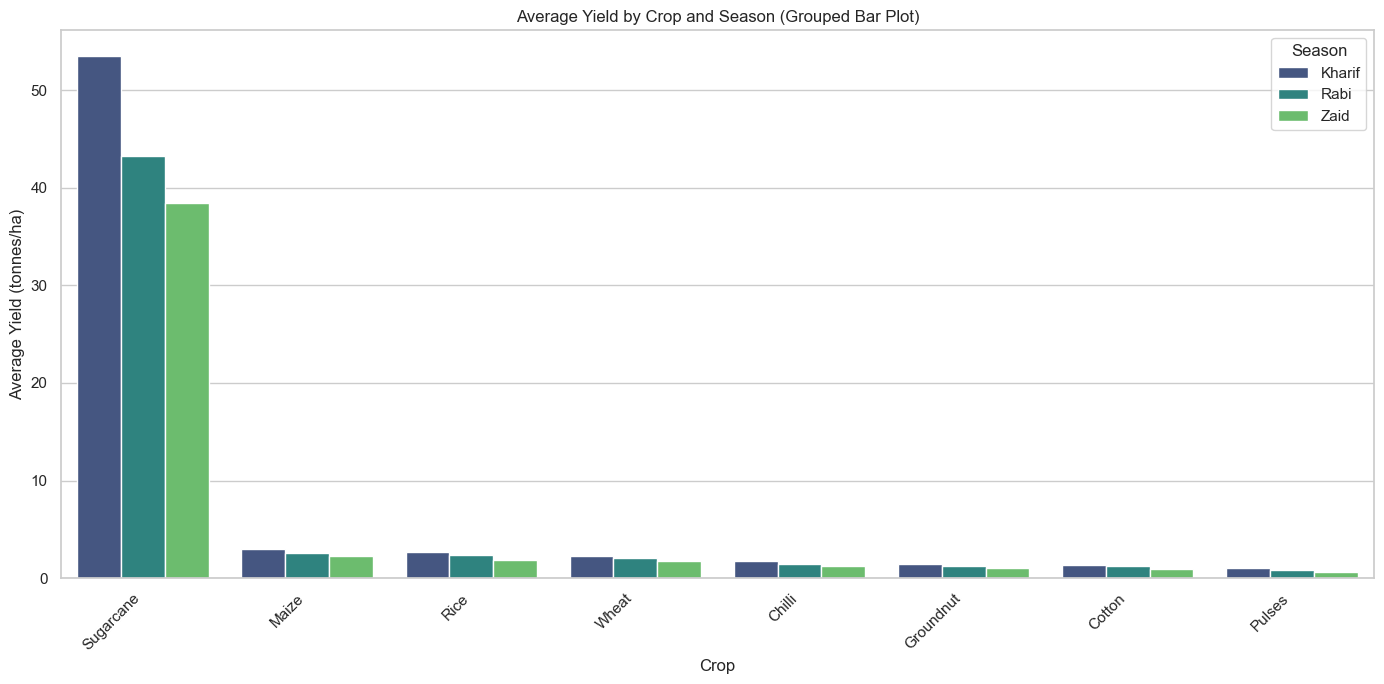 Average Yield by Crop and Season (Grouped Bar Plot)
Season
Kharif
Rabi
Zaid
Average Yield (tonnes/ha)
50
40
30
20
10
0
Sugarcane
Maize
Rice
Wheat
Chilli
Groundnut
Cotton
Pulses
Crop